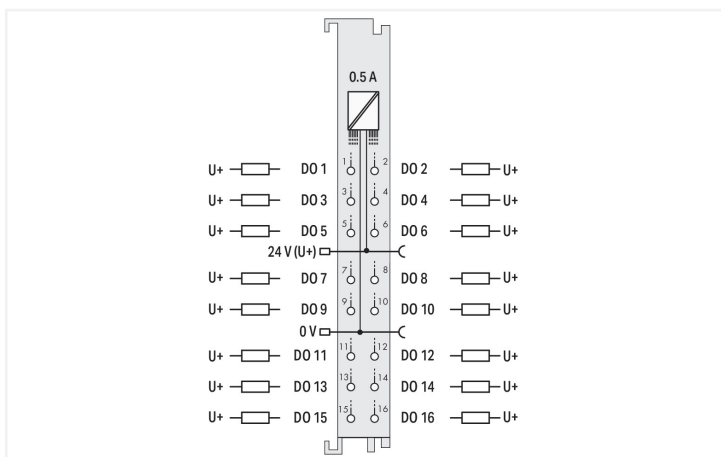 0.5 A
U+ DO 1 1 2 DO 2 U+
U+ DO 3 3 4 DO 4 U+
U+ DO 5 5 6 DO 6 U+
24 V (U+)
U+ DO 7 7 8 DO 8 U+
U+ DO 9 9 10 DO 10 U+
0 V
U+ DO 11 11 12 DO 12 U+
U+ DO 13 13 14 DO 14 U+
U+ DO 15 15 16 DO 16 U+